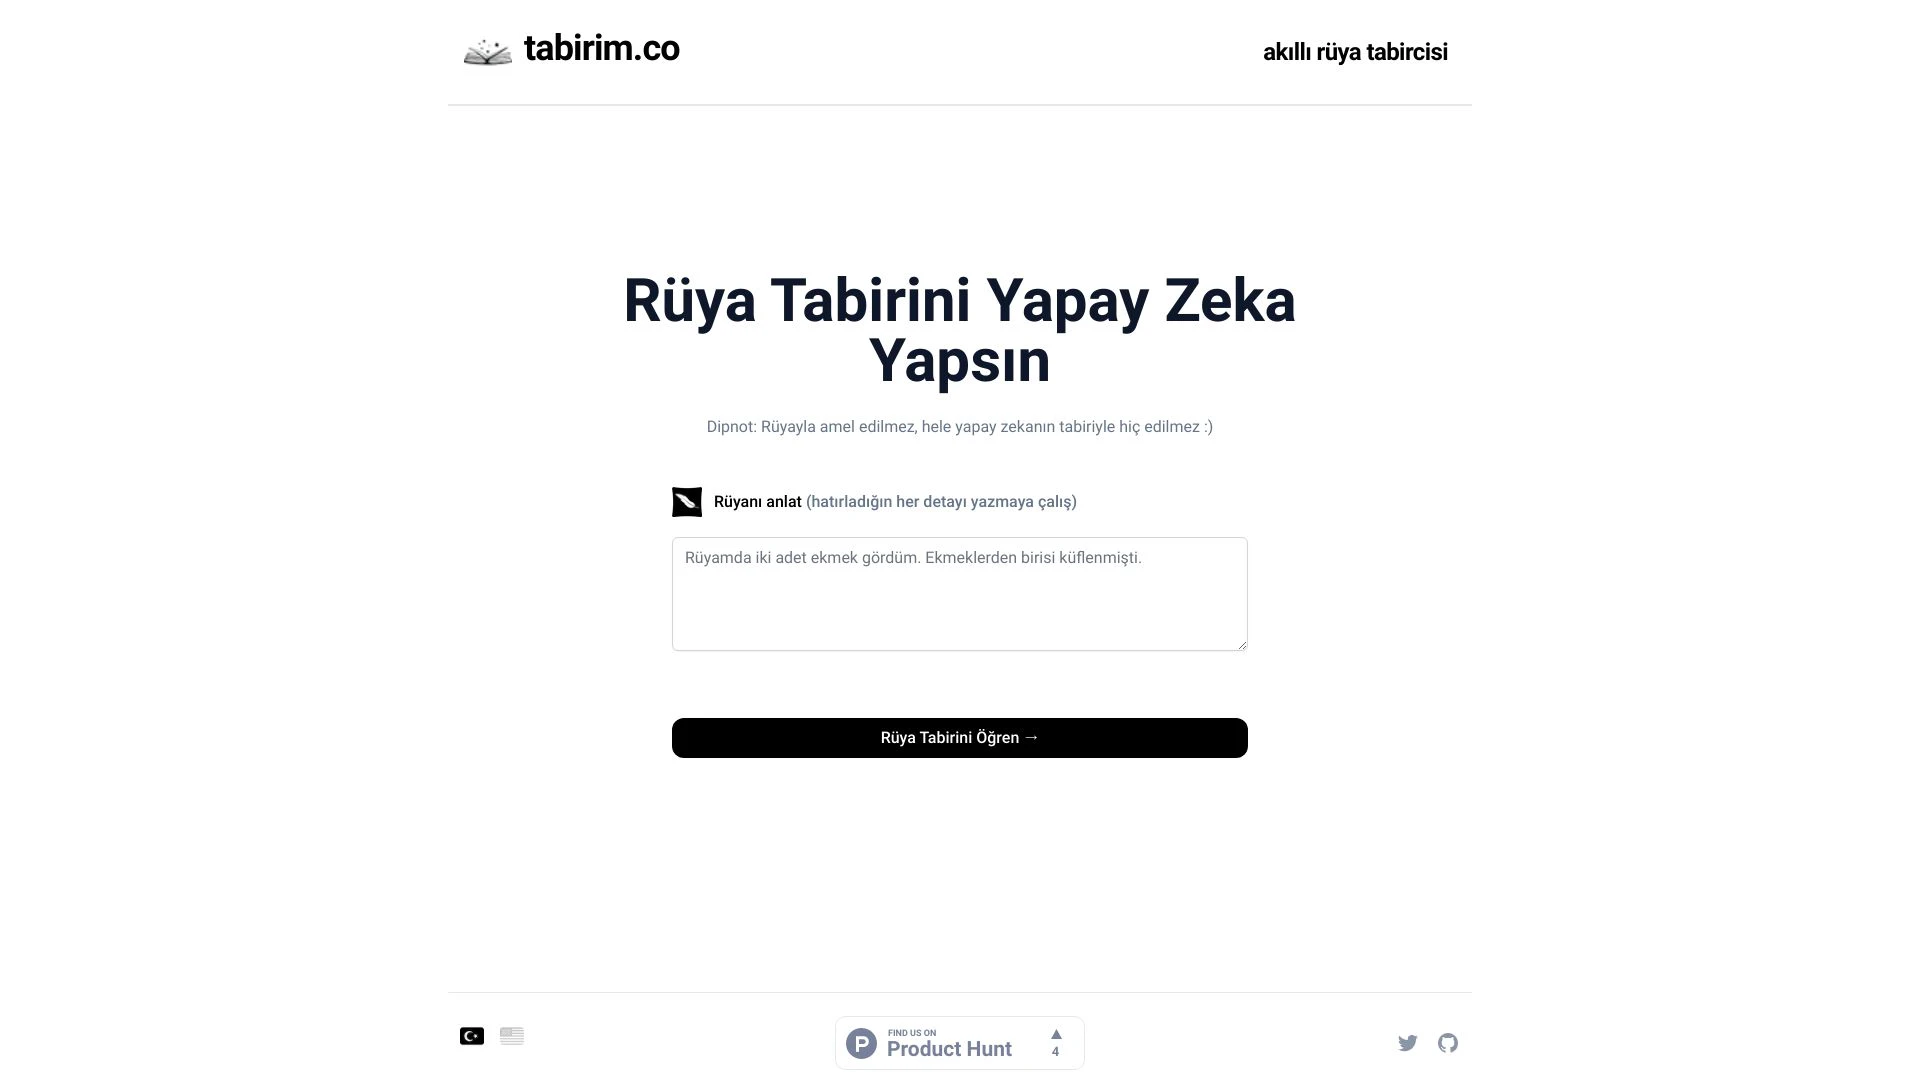 tabirim.co
akıllı rüya tabircisi
Rüya Tabirini Yapay Zeka
Yapsın
Dipnot: Rüyayla amel edilmez, hele yapay zekanın tabiriyle hiç edilmez :)
Rüyanı anlat (hatırladığın her detayı yazmaya çalış)
Rüyamda iki adet ekmek gördüm. Ekmeklerden birisi küflenmişti.
Rüya Tabirini Öğren →
FIND US ON
Product Hunt
▲
4